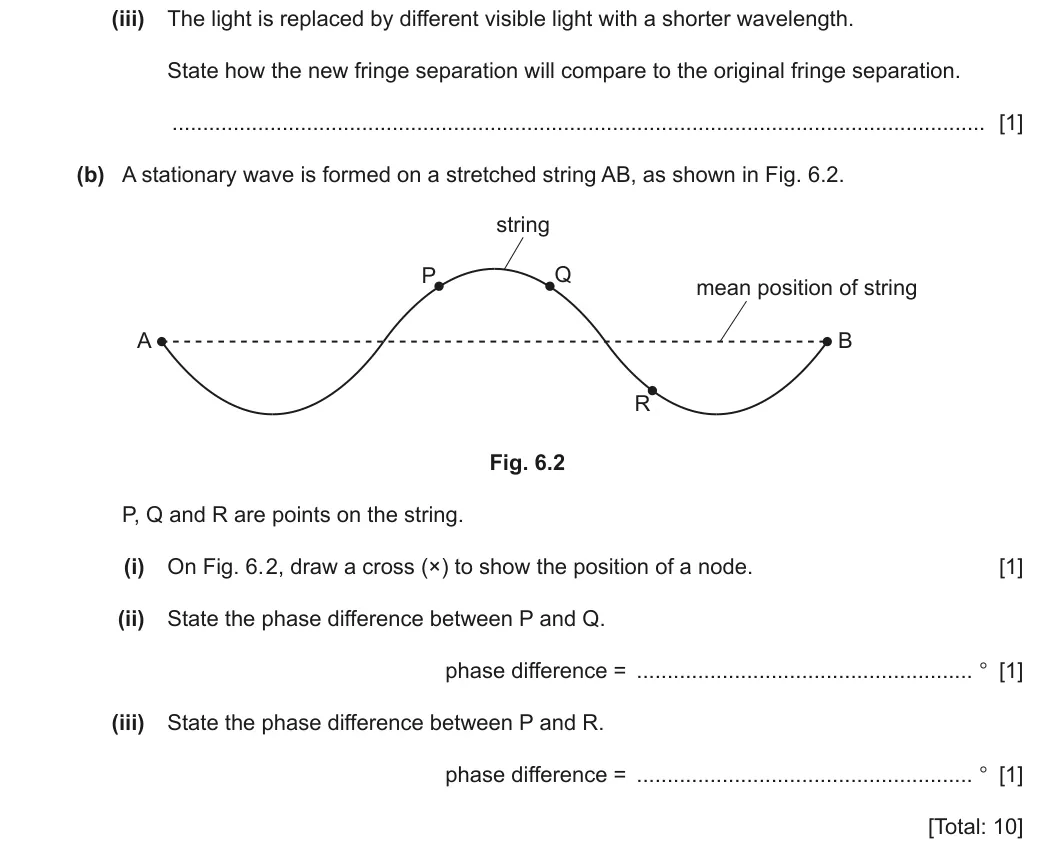 (iii) The light is replaced by different visible light with a shorter wavelength.
State how the new fringe separation will compare to the original fringe separation.
.......................................................................................................................................... [1]
(b) A stationary wave is formed on a stretched string AB, as shown in Fig. 6.2.
string
P
Q
mean position of string
A
B
R
Fig. 6.2
P, Q and R are points on the string.
(i) On Fig. 6.2, draw a cross (×) to show the position of a node. [1]
(ii) State the phase difference between P and Q.
phase difference = ........................................................ ° [1]
(iii) State the phase difference between P and R.
phase difference = ........................................................ ° [1]
[Total: 10]